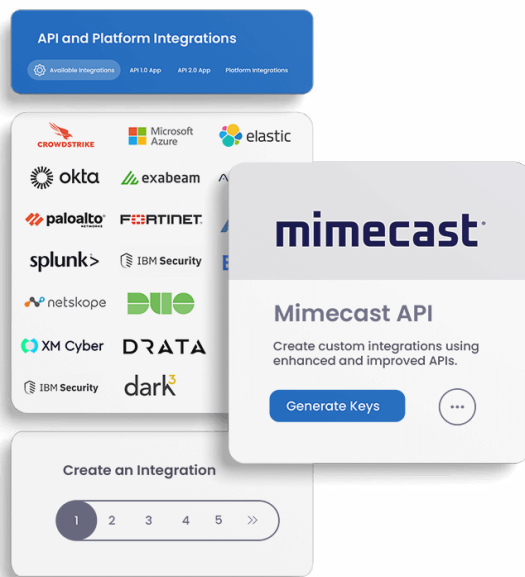 API and Platform Integrations
Available Integrations API 1.0 App API 2.0 App Platform Integrations
CROWDSTRIKE Microsoft Azure elastic
okta exabeam
paloalto NETWORKS FORTINET
splunk> IBM Security
netskope DUO
XM Cyber DRATA
IBM Security dark3
mimecast
Mimecast API
Create custom integrations using
enhanced and improved APIs.
Generate Keys
Create an Integration
1 2 3 4 5 >>